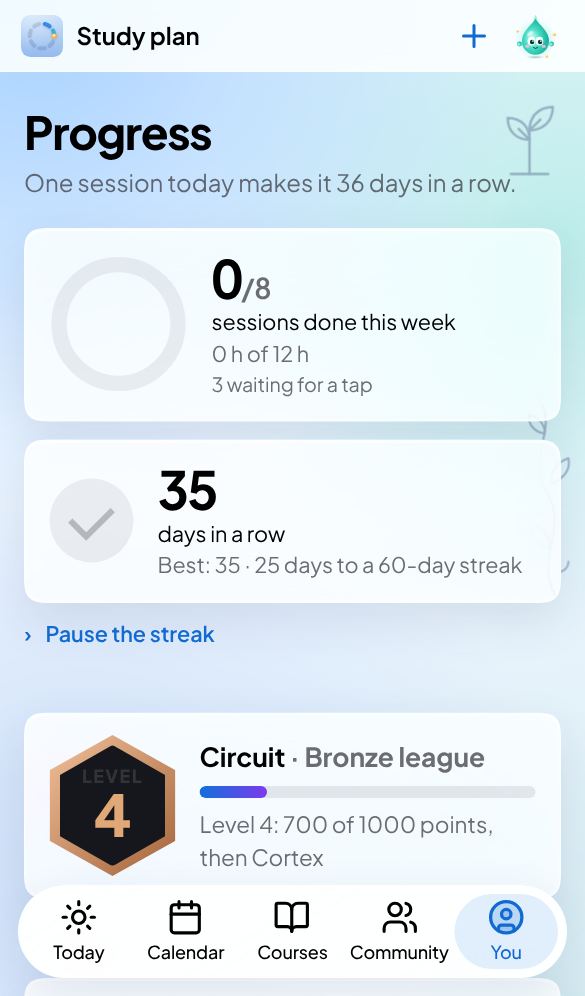 Study plan
Progress
One session today makes it 36 days in a row.
0/8
sessions done this week
0 h of 12 h
3 waiting for a tap
35
days in a row
Best: 35 · 25 days to a 60-day streak
› Pause the streak
LEVEL
4
Circuit · Bronze league
Level 4: 700 of 1000 points,
then Cortex
Today
Calendar
Courses
Community
You